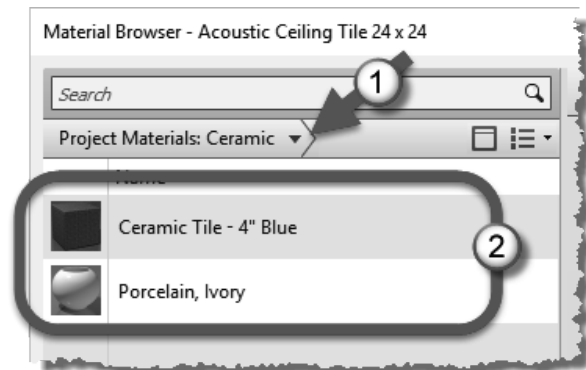 Material Browser - Acoustic Ceiling Tile 24 x 24
1
Search
Project Materials: Ceramic
Name
Ceramic Tile - 4" Blue
2
Porcelain, Ivory